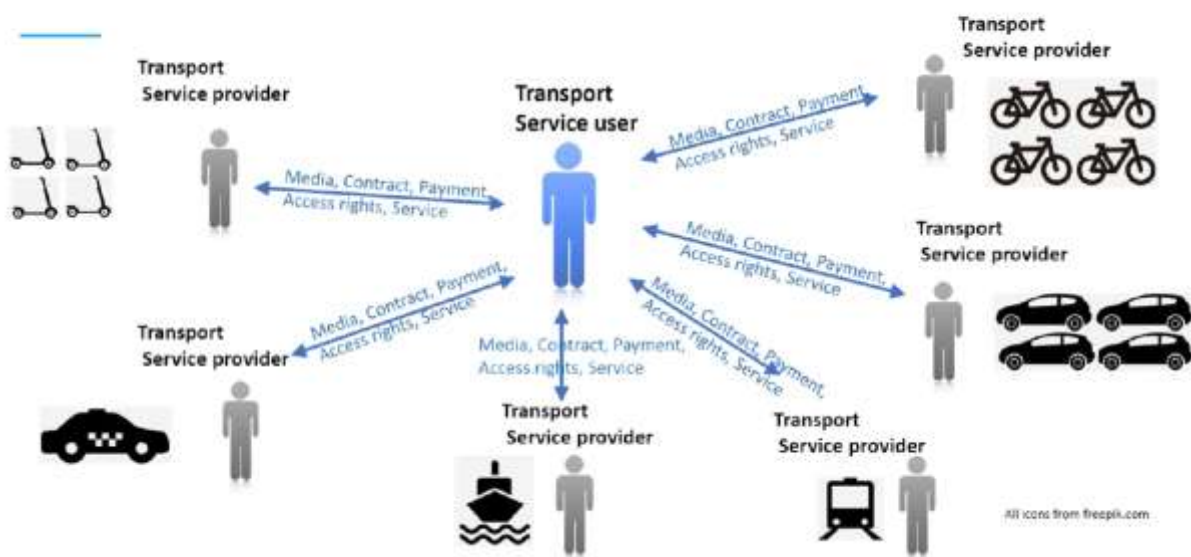 Transport
Service provider
Transport
Service provider
Transport
Service user
Media, Contract, Payment,
Access rights, Service
Media, Contract, Payment,
Access rights, Service
Transport
Service provider
Media, Contract, Payment,
Access rights, Service
Media, Contract, Payment,
Access rights, Service
Media, Contract, Payment,
Access rights, Service
Transport
Service provider
Media, Contract, Payment,
Access rights, Service
Transport
Service provider
Transport
Service provider
All icons from freepik.com